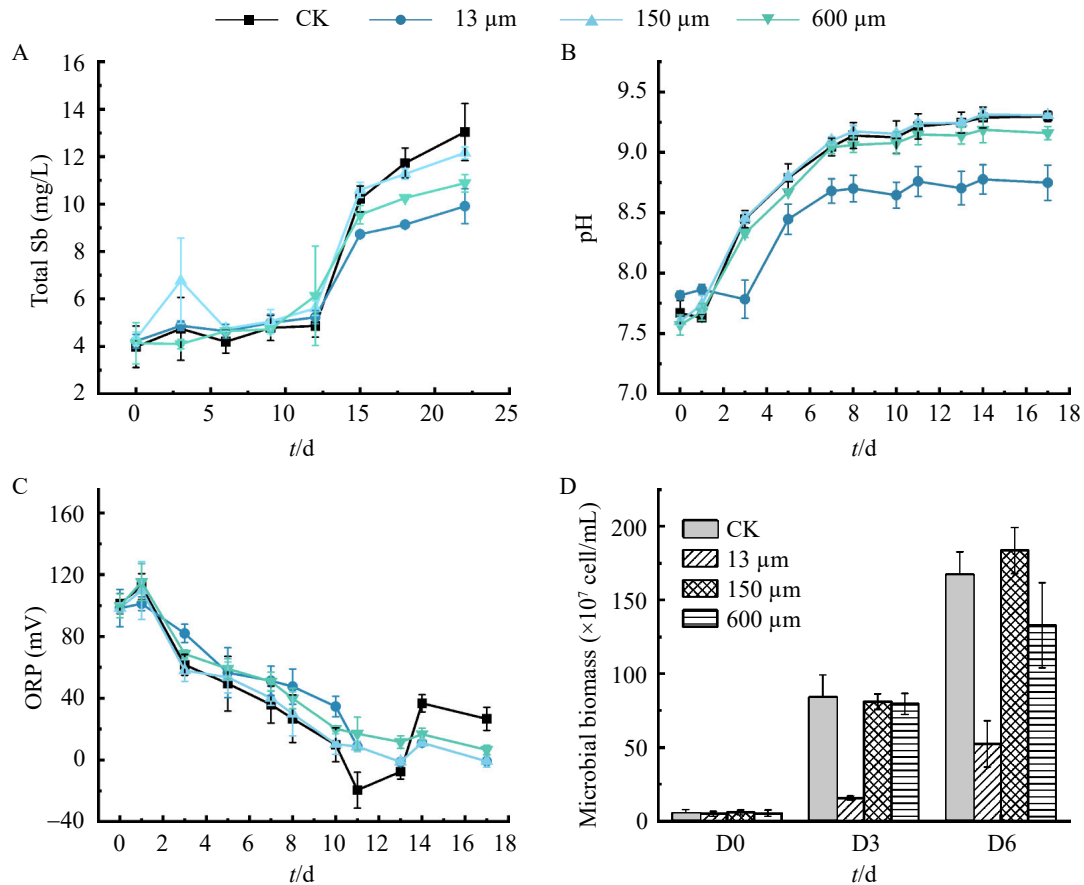 CK 13 μm 150 μm 600 μm
A
16
14
12
10
8
6
4
2
Total Sb (mg/L)
0 5 10 15 20 25
t/d
B
9.5
9.0
8.5
8.0
7.5
7.0
pH
0 2 4 6 8 10 12 14 16 18
t/d
C
160
120
80
40
0
–40
ORP (mV)
0 2 4 6 8 10 12 14 16 18
t/d
D
200
150
100
50
0
Microbial biomass (×10⁷ cell/mL)
CK
13 μm
150 μm
600 μm
D0 D3 D6
t/d